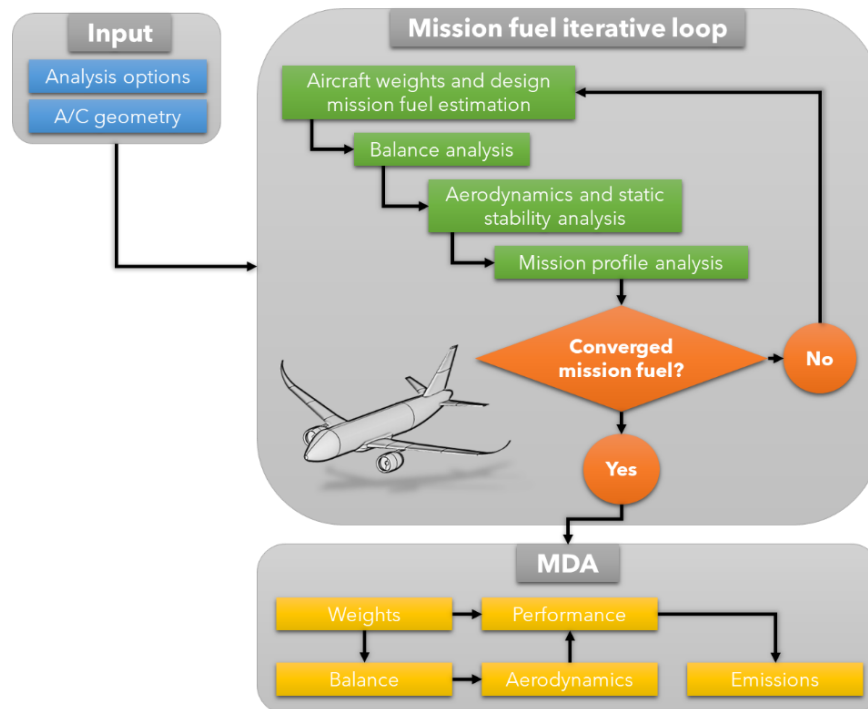 Input
Analysis options
A/C geometry
Mission fuel iterative loop
Aircraft weights and design
mission fuel estimation
Balance analysis
Aerodynamics and static
stability analysis
Mission profile analysis
Converged
mission fuel?
No
Yes
MDA
Weights
Performance
Balance
Aerodynamics
Emissions